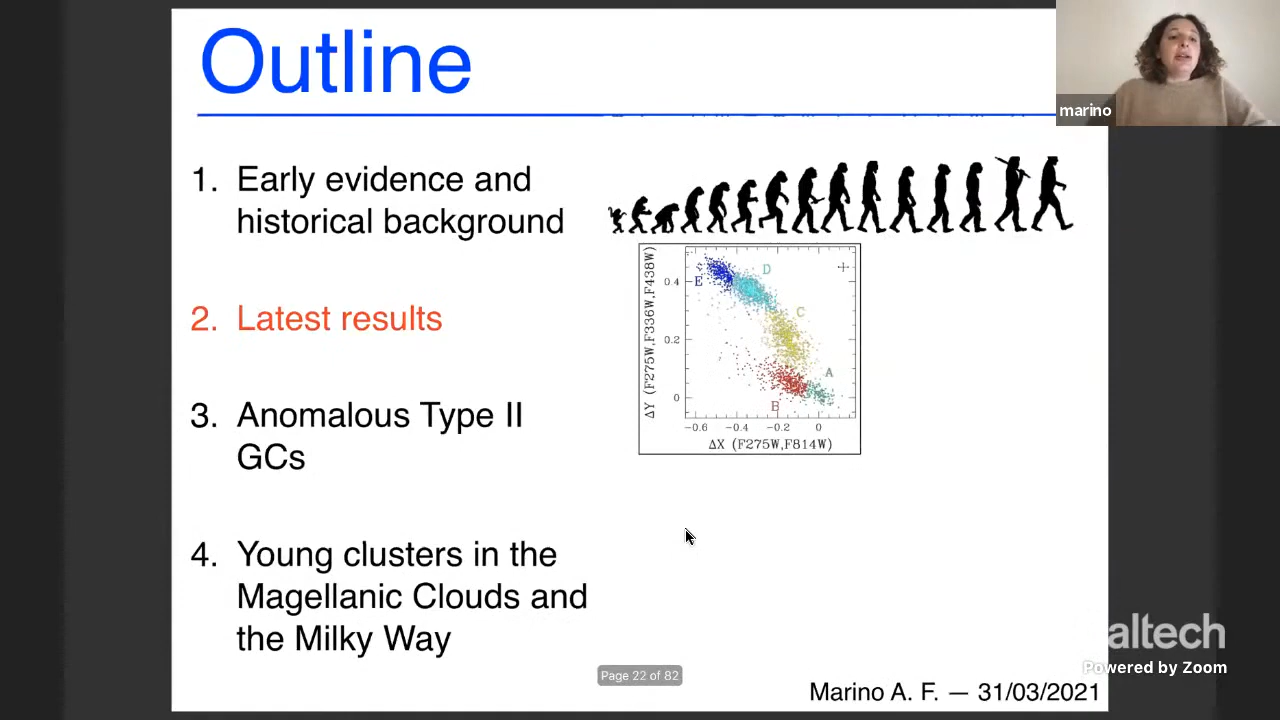 Outline
marino
1. Early evidence and
historical background
2. Latest results
3. Anomalous Type II
GCs
4. Young clusters in the
Magellanic Clouds and
the Milky Way
ΔY (F275W,F336W,F438W)
0.4
0.2
0
E
D
C
A
B
−0.6 −0.4 −0.2 0
ΔX (F275W,F814W)
Page 22 of 82
altech
Powered by Zoom
Marino A. F. — 31/03/2021